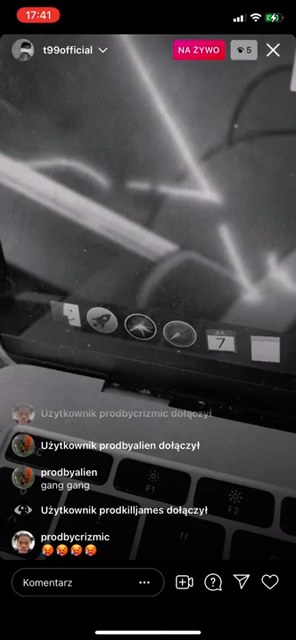 17:41
t99official
NA ŻYWO
5
Użytkownik prodbycrizmic dołączył
Użytkownik prodbyalien dołączył
prodbyalien
gang gang
Użytkownik prodkilljames dołączył
prodbycrizmic
🥵🥵🥵🥵
Komentarz
7
F1
F2